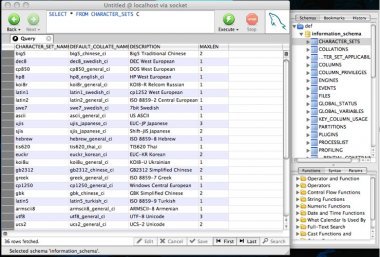 Untitled @ localhost via socket
SELECT * FROM CHARACTER_SETS C
Back
Next
Execute
Stop
Query
CHARACTER_SET_NAME DEFAULT_COLLATE_NAME DESCRIPTION MAXLEN
big5 big5_chinese_ci Big5 Traditional Chinese 2
dec8 dec8_swedish_ci DEC West European 1
cp850 cp850_general_ci DOS West European 1
hp8 hp8_english_ci HP West European 1
koi8r koi8r_general_ci KOI8-R Relcom Russian 1
latin1 latin1_swedish_ci cp1252 West European 1
latin2 latin2_general_ci ISO 8859-2 Central European 1
swe7 swe7_swedish_ci 7bit Swedish 1
ascii ascii_general_ci US ASCII 1
ujis ujis_japanese_ci EUC-JP Japanese 3
sjis sjis_japanese_ci Shift-JIS Japanese 2
hebrew hebrew_general_ci ISO 8859-8 Hebrew 1
tis620 tis620_thai_ci TIS620 Thai 1
euckr euckr_korean_ci EUC-KR Korean 2
koi8u koi8u_general_ci KOI8-U Ukrainian 1
gb2312 gb2312_chinese_ci GB2312 Simplified Chinese 2
greek greek_general_ci ISO 8859-7 Greek 1
cp1250 cp1250_general_ci Windows Central European 1
gbk gbk_chinese_ci GBK Simplified Chinese 2
latin5 latin5_turkish_ci ISO 8859-9 Turkish 1
armscii8 armscii8_general_ci ARMSCII-8 Armenian 1
utf8 utf8_general_ci UTF-8 Unicode 3
ucs2 ucs2_general_ci UCS-2 Unicode 2
36 rows fetched.
Edit
Cancel
Save
First
Last
Search
Selected schema 'information_schema'
Schemas Bookmarks History
def
information_schema
CHARACTER_SETS
COLLATIONS
...TER_SET_APPLICABIL
COLUMNS
COLUMN_PRIVILEGES
ENGINES
EVENTS
FILES
GLOBAL_STATUS
GLOBAL_VARIABLES
KEY_COLUMN_USAGE
PARTITIONS
PLUGINS
PROCESSLIST
PROFILING
Functions Syntax Params
Operator and Function
Operators
Control Flow Functions
String Functions
Numeric Functions
Date and Time Functions
What Calendar Is Used By
Full-Text Search
Cast Functions and